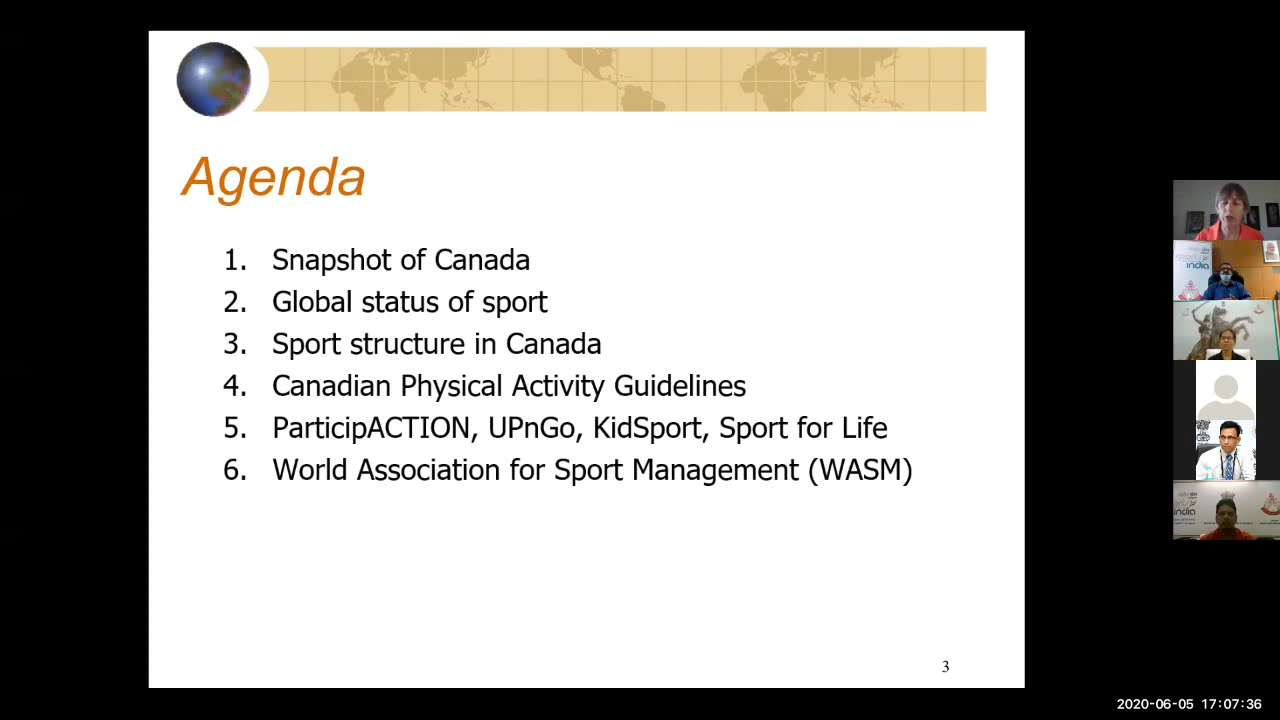 Agenda
1. Snapshot of Canada
2. Global status of sport
3. Sport structure in Canada
4. Canadian Physical Activity Guidelines
5. ParticipACTION, UPnGo, KidSport, Sport for Life
6. World Association for Sport Management (WASM)
3
india
india
2020-06-05 17:07:36